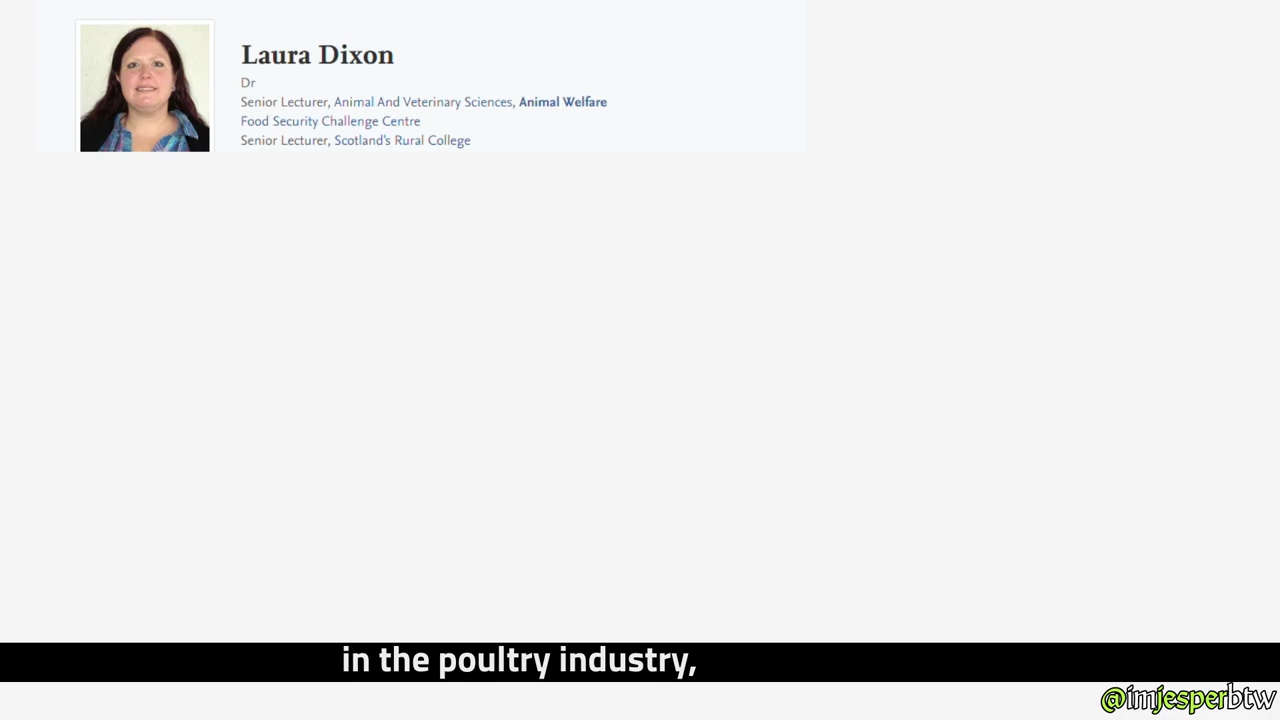 Laura Dixon
Dr
Senior Lecturer, Animal And Veterinary Sciences, Animal Welfare
Food Security Challenge Centre
Senior Lecturer, Scotland's Rural College
in the poultry industry,
@imjesperbtw